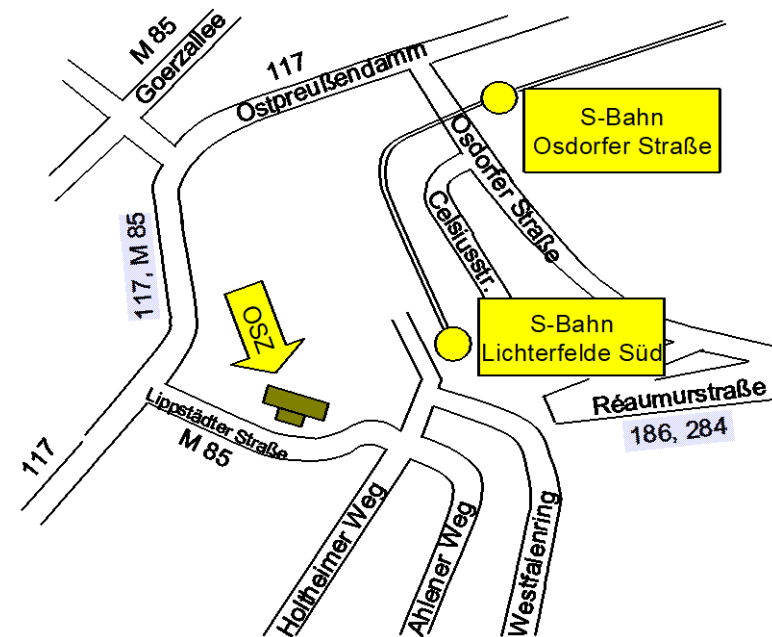 M 85
Goerzallee
117
Ostpreußendamm
S-Bahn
Osdorfer Straße
Osdorfer Straße
Celsiusstr.
117, M 85
OSZ
S-Bahn
Lichterfelde Süd
Réaumurstraße
186, 284
Lippstädter Straße
M 85
117
Holtheimer Weg
Ahlener Weg
Westfalenring